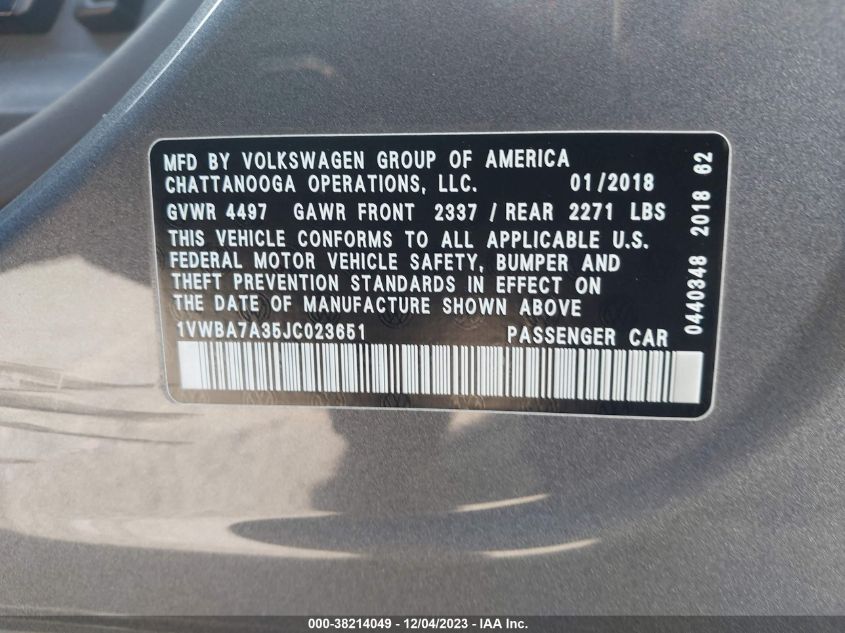 MFD BY VOLKSWAGEN GROUP OF AMERICA
CHATTANOOGA OPERATIONS, LLC. 01/2018
GVWR 4497 GAWR FRONT 2337 / REAR 2271 LBS
THIS VEHICLE CONFORMS TO ALL APPLICABLE U.S.
FEDERAL MOTOR VEHICLE SAFETY, BUMPER AND
THEFT PREVENTION STANDARDS IN EFFECT ON
THE DATE OF MANUFACTURE SHOWN ABOVE
1VWBA7A35JC023651 PASSENGER CAR
0440348 2018 62
000-38214049 - 12/04/2023 - IAA Inc.